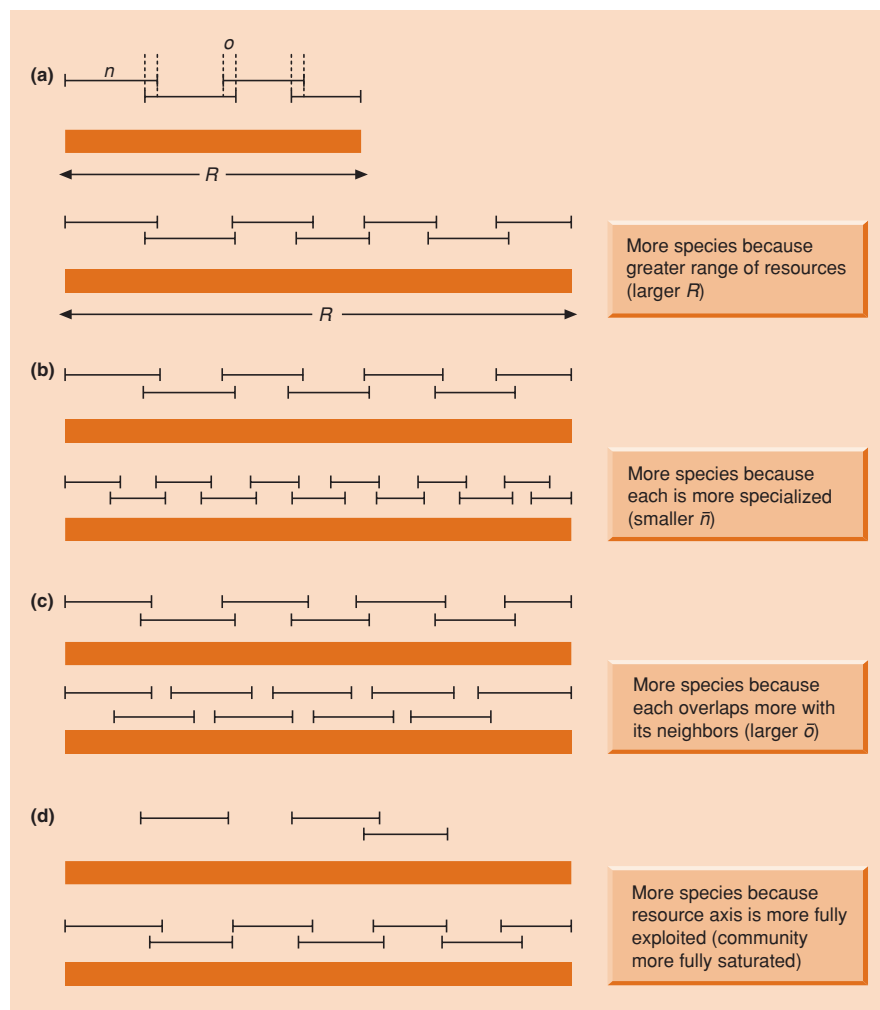 (a)
n
o
R
R
More species because
greater range of resources
(larger R)
(b)
More species because
each is more specialized
(smaller n̄)
(c)
More species because
each overlaps more with
its neighbors (larger ō)
(d)
More species because
resource axis is more fully
exploited (community
more fully saturated)